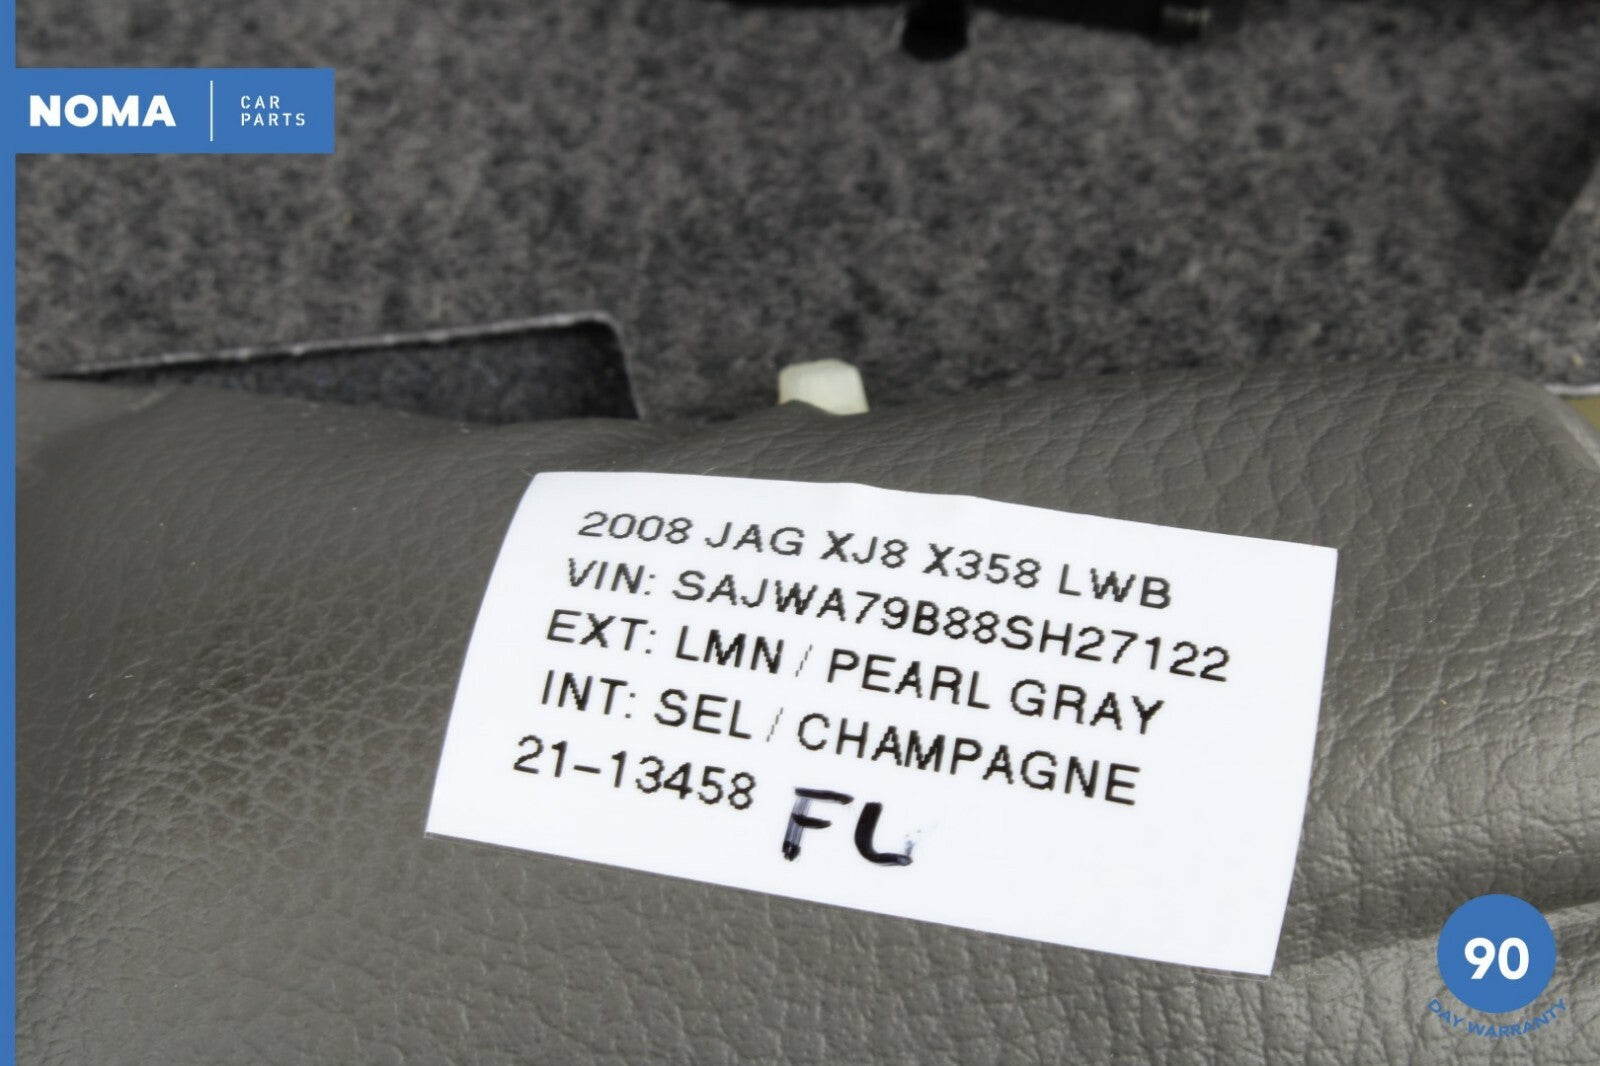 NOMA
CAR
PARTS
2008 JAG XJ8 X358 LWB
VIN: SAJWA79B88SH27122
EXT: LMN / PEARL GRAY
INT: SEL / CHAMPAGNE
21-13458 FL
90
DAY WARRANTY